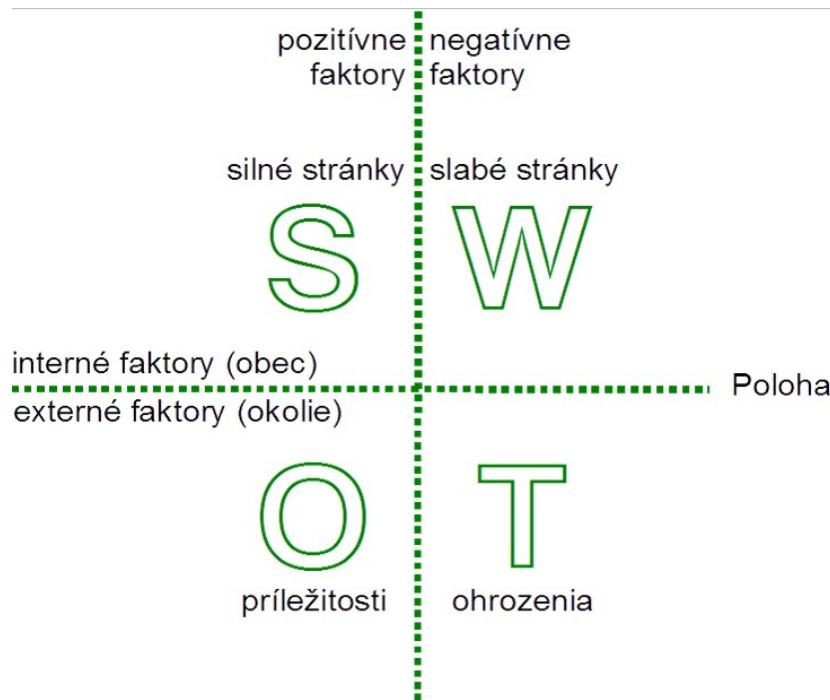 pozitívne negatívne
faktory faktory
silné stránky slabé stránky
S W
interné faktory (obec)
Poloha
externé faktory (okolie)
O T
príležitosti ohrozenia